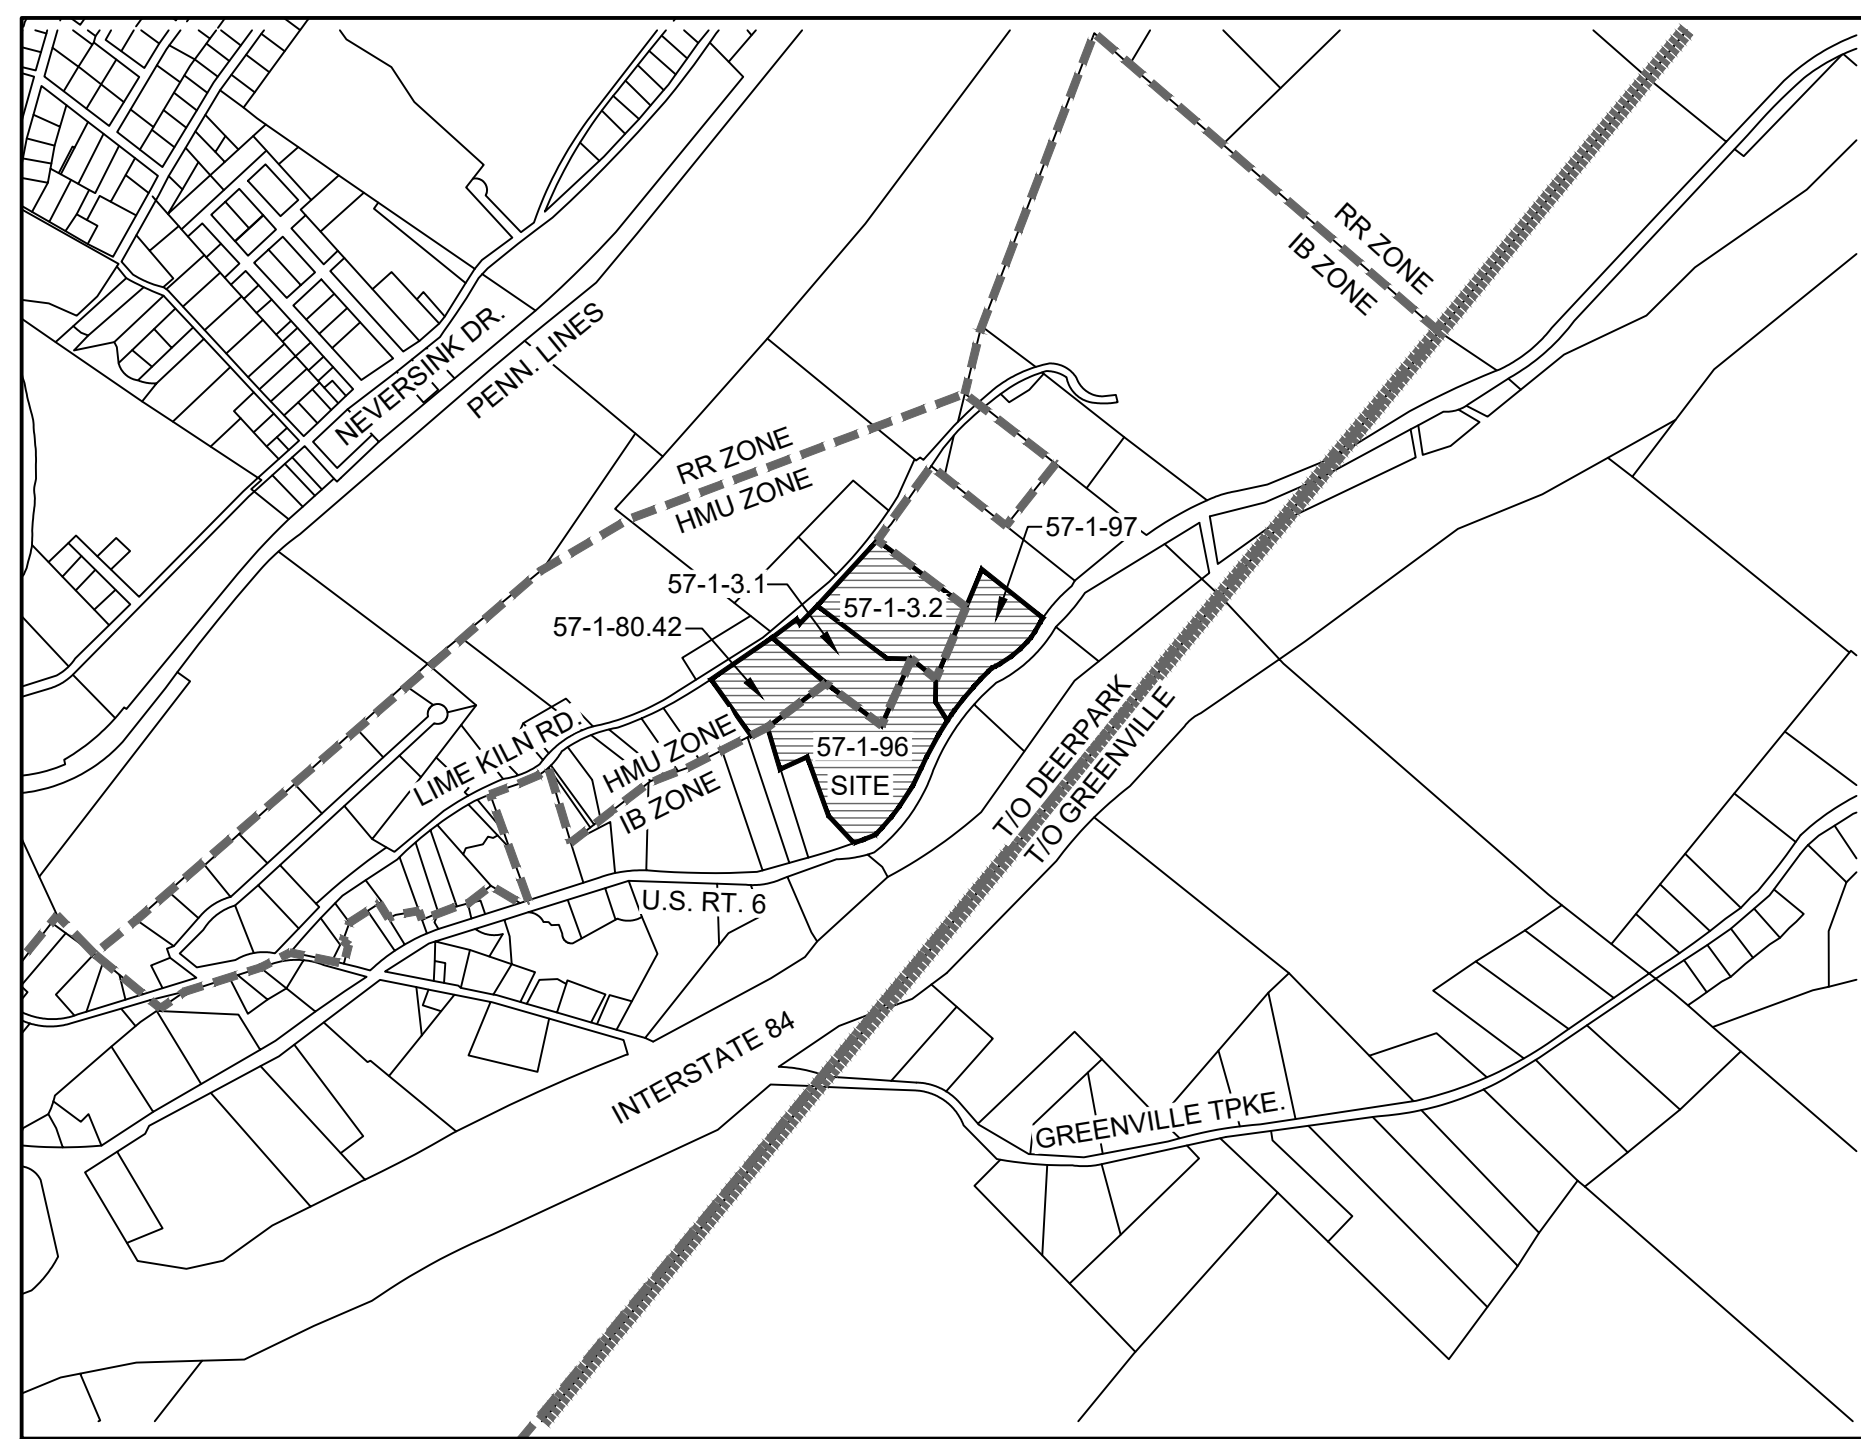 RR ZONE
IB ZONE
NEVERSINK DR.
PENN. LINES
RR ZONE
HMU ZONE
57-1-97
57-1-3.1
57-1-3.2
57-1-80.42
LIME KILN RD.
HMU ZONE
IB ZONE
57-1-96
SITE
T/O DEERPARK
T/O GREENVILLE
U.S. RT. 6
INTERSTATE 84
GREENVILLE TPKE.